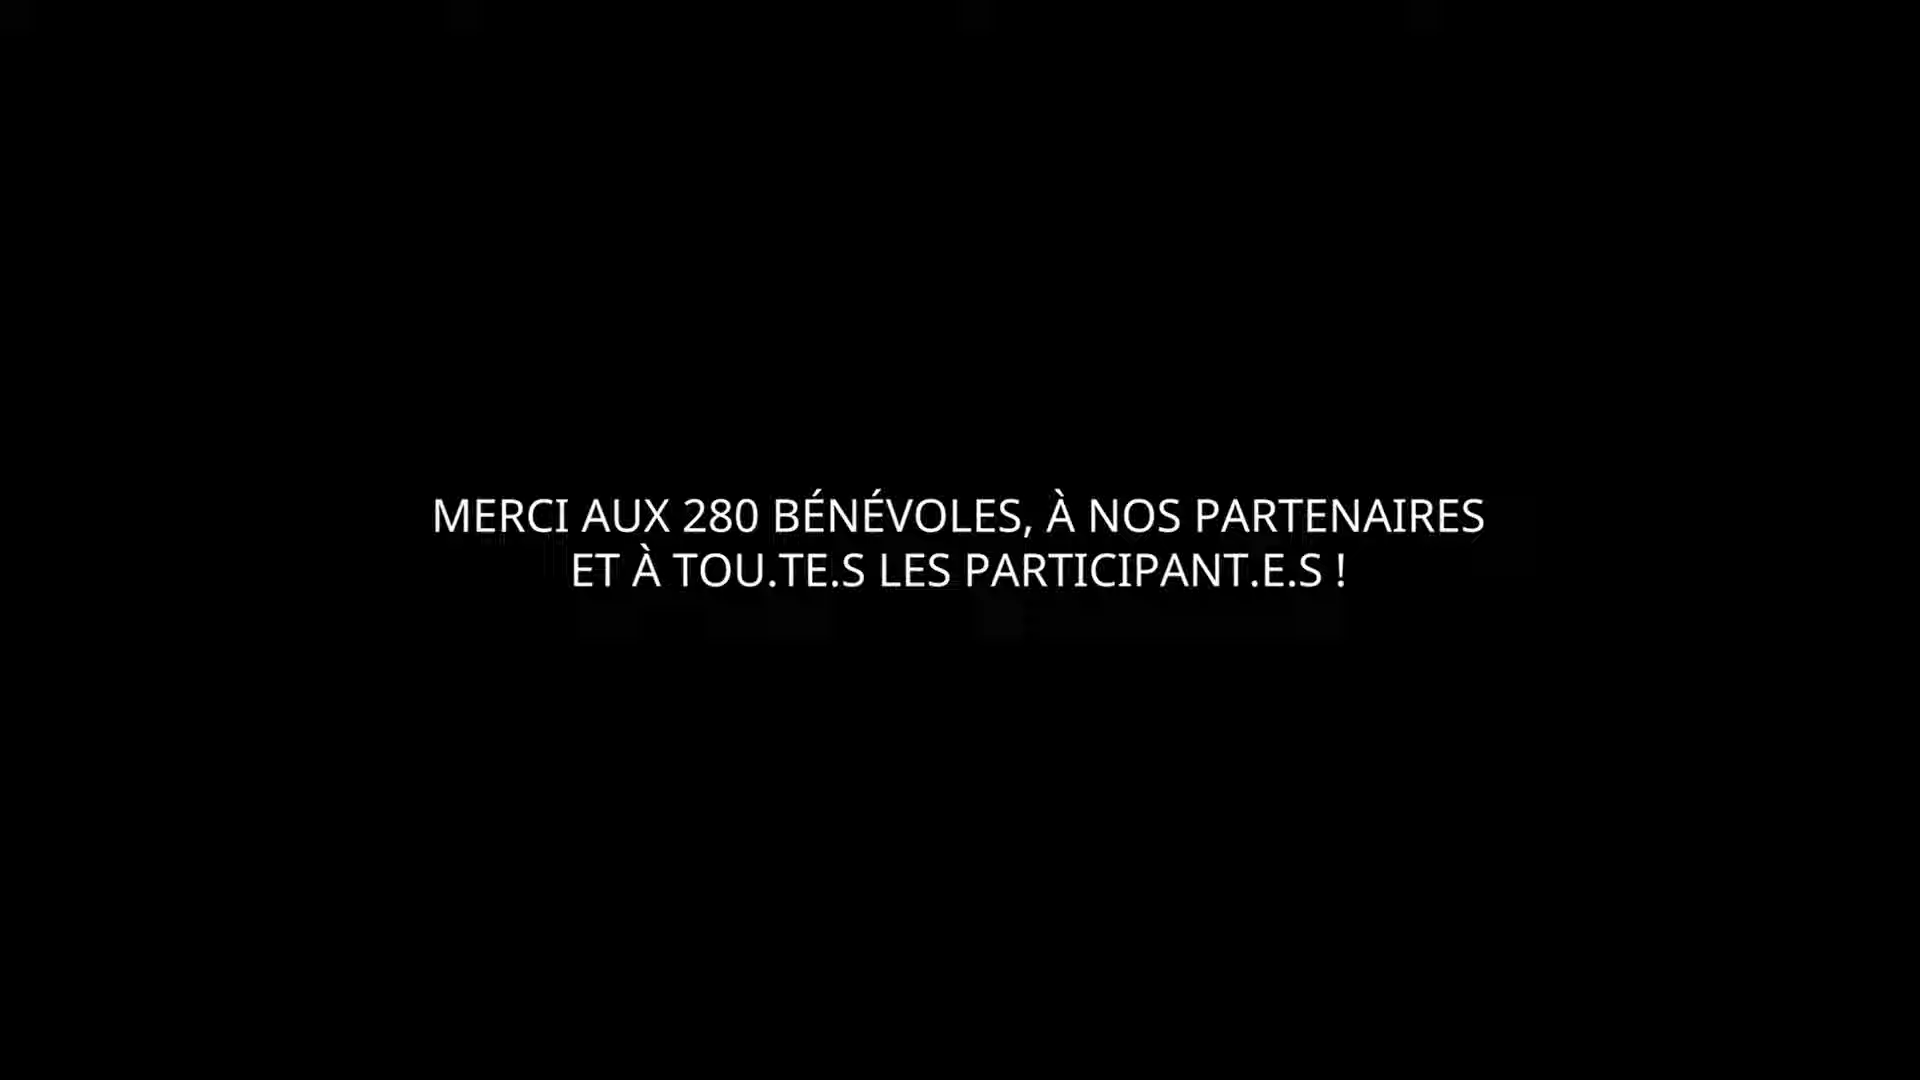 MERCI AUX 280 BÉNÉVOLES, À NOS PARTENAIRES
ET À TOU.TE.S LES PARTICIPANT.E.S !